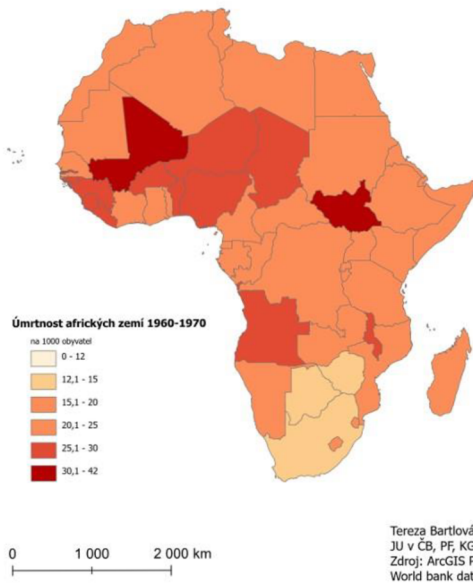 Úmrtnost afrických zemí 1960-1970
na 1000 obyvatel
0 - 12
12,1 - 15
15,1 - 20
20,1 - 25
25,1 - 30
30,1 - 42
0 1 000 2 000 km
Tereza Bartlová
JU v ČB, PF, KG
Zdroj: ArcGIS P
World bank dat